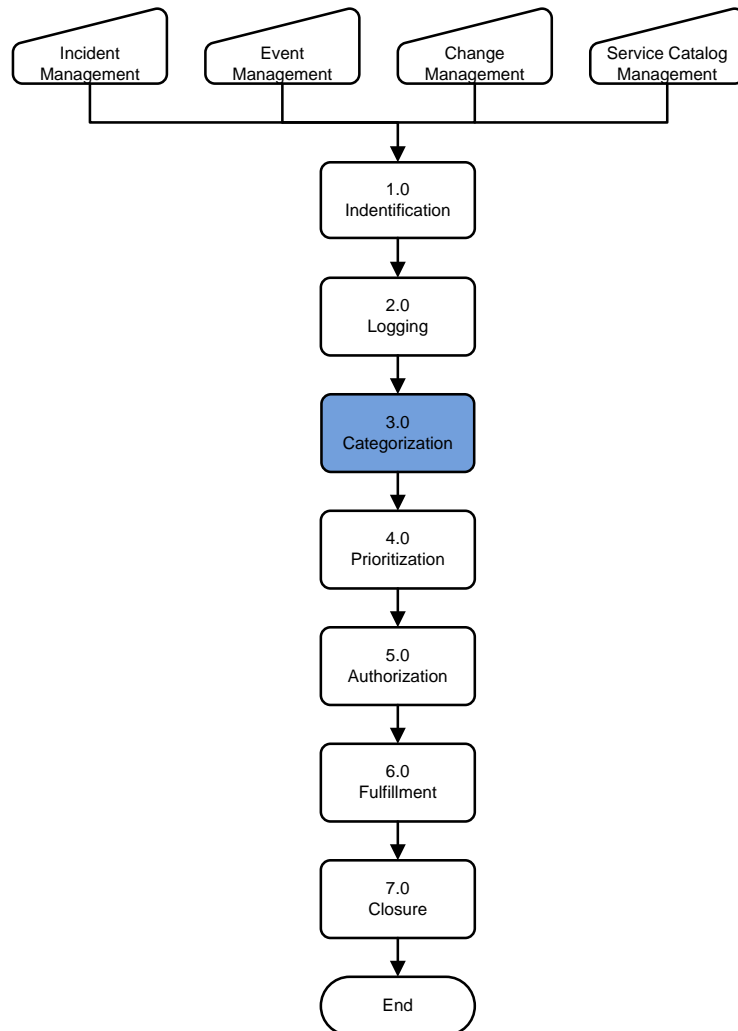 Incident
Management
Event
Management
Change
Management
Service Catalog
Management
1.0
Indentification
2.0
Logging
3.0
Categorization
4.0
Prioritization
5.0
Authorization
6.0
Fulfillment
7.0
Closure
End